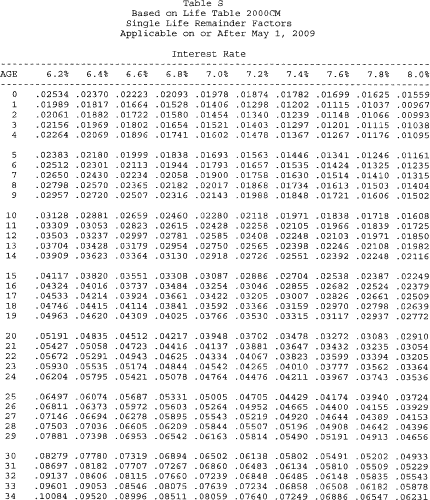 Table S
Based on Life Table 2000CM
Single Life Remainder Factors
Applicable on or After May 1, 2009
Interest Rate
AGE 6.2% 6.4% 6.6% 6.8% 7.0% 7.2% 7.4% 7.6% 7.8% 8.0%
0 .02534 .02370 .02223 .02093 .01978 .01874 .01782 .01699 .01625 .01559
1 .01989 .01817 .01664 .01528 .01406 .01298 .01202 .01115 .01037 .00967
2 .02061 .01882 .01722 .01580 .01454 .01340 .01239 .01148 .01066 .00993
3 .02156 .01969 .01802 .01654 .01521 .01403 .01297 .01201 .01115 .01038
4 .02264 .02069 .01896 .01741 .01602 .01478 .01367 .01267 .01176 .01095
5 .02383 .02180 .01999 .01838 .01693 .01563 .01446 .01341 .01246 .01161
6 .02512 .02301 .02113 .01944 .01793 .01657 .01535 .01424 .01325 .01235
7 .02650 .02430 .02234 .02058 .01900 .01758 .01630 .01514 .01410 .01315
8 .02798 .02570 .02365 .02182 .02017 .01868 .01734 .01613 .01503 .01404
9 .02957 .02720 .02507 .02316 .02143 .01988 .01848 .01721 .01606 .01502
10 .03128 .02881 .02659 .02460 .02280 .02118 .01971 .01838 .01718 .01608
11 .03309 .03053 .02823 .02615 .02428 .02258 .02105 .01966 .01839 .01725
12 .03503 .03237 .02997 .02781 .02585 .02408 .02248 .02103 .01971 .01850
13 .03704 .03428 .03179 .02954 .02750 .02565 .02398 .02246 .02108 .01982
14 .03909 .03623 .03364 .03130 .02918 .02726 .02551 .02392 .02248 .02116
15 .04117 .03820 .03551 .03308 .03087 .02886 .02704 .02538 .02387 .02249
16 .04324 .04016 .03737 .03484 .03254 .03046 .02855 .02682 .02524 .02379
17 .04533 .04214 .03924 .03661 .03422 .03205 .03007 .02826 .02661 .02509
18 .04746 .04415 .04114 .03841 .03592 .03366 .03159 .02970 .02798 .02639
19 .04963 .04620 .04309 .04025 .03766 .03530 .03315 .03117 .02937 .02772
20 .05191 .04835 .04512 .04217 .03948 .03702 .03478 .03272 .03083 .02910
21 .05427 .05058 .04723 .04416 .04137 .03881 .03647 .03432 .03235 .03054
22 .05672 .05291 .04943 .04625 .04334 .04067 .03823 .03599 .03394 .03205
23 .05930 .05535 .05174 .04844 .04542 .04265 .04010 .03777 .03562 .03364
24 .06204 .05795 .05421 .05078 .04764 .04476 .04211 .03967 .03743 .03536
25 .06497 .06074 .05687 .05331 .05005 .04705 .04429 .04174 .03940 .03724
26 .06811 .06373 .05972 .05603 .05264 .04952 .04665 .04400 .04155 .03929
27 .07146 .06694 .06278 .05895 .05543 .05219 .04920 .04644 .04389 .04153
28 .07503 .07036 .06605 .06209 .05844 .05507 .05196 .04908 .04642 .04396
29 .07881 .07398 .06953 .06542 .06163 .05814 .05490 .05191 .04913 .04656
30 .08279 .07780 .07319 .06894 .06502 .06138 .05802 .05491 .05202 .04933
31 .08697 .08182 .07707 .07267 .06860 .06483 .06134 .05810 .05509 .05229
32 .09137 .08606 .08115 .07660 .07239 .06848 .06485 .06148 .05835 .05543
33 .09601 .09053 .08546 .08075 .07639 .07234 .06858 .06508 .06182 .05878
34 .10084 .09520 .08996 .08511 .08059 .07640 .07249 .06886 .06547 .06231